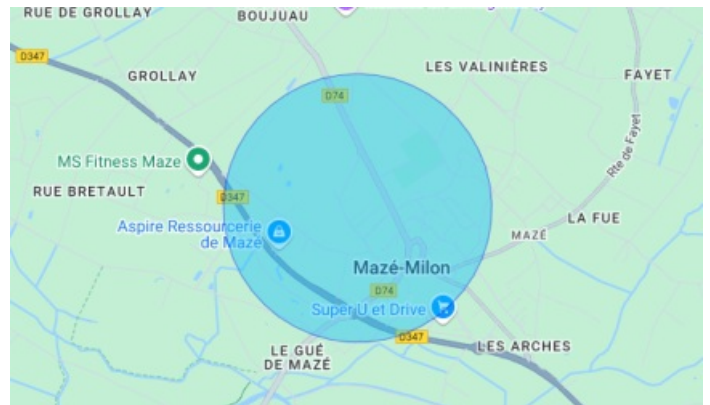 RUE DE GROLLAY
BOUJUAU
D347
GROLLAY
LES VALINIÈRES
FAYET
D74
MS Fitness Maze
Rte de Fayet
RUE BRETAULT
D347
Aspire Ressourcerie
de Mazé
LA FUE
MAZÉ
Mazé-Milon
D74
Super U et Drive
D347
LES ARCHES
LE GUÉ
DE MAZÉ